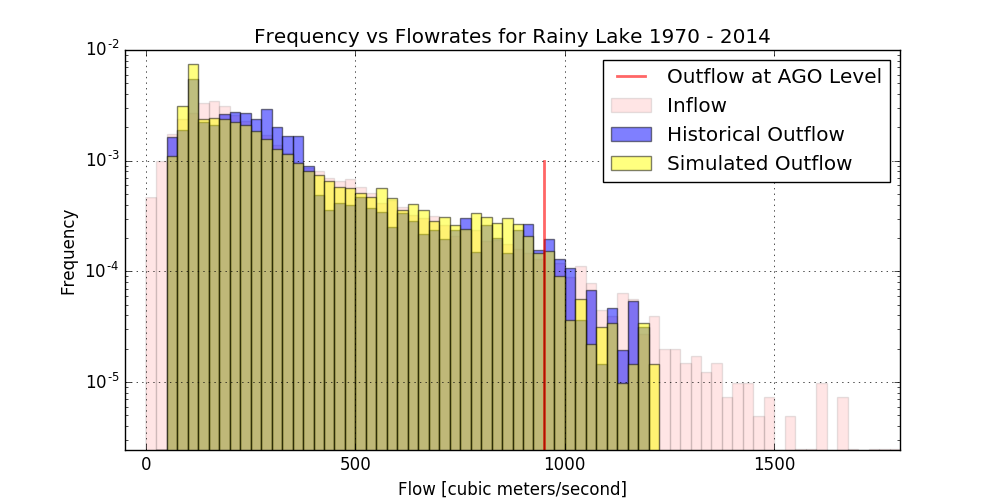 Frequency vs Flowrates for Rainy Lake 1970 - 2014
Outflow at AGO Level
Inflow
Historical Outflow
Simulated Outflow
Frequency
10^-2
10^-3
10^-4
10^-5
0 500 1000 1500
Flow [cubic meters/second]